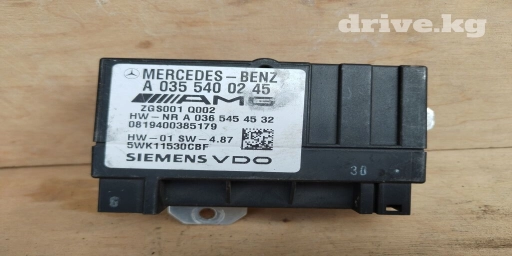 drive.kg
MERCEDES-BENZ
A 035 540 02 45
AMG
ZGS001 Q002
HW-NR A 036 545 45 32
0819400385179
HW-01 SW-4.87
5WK11530CBF
SIEMENS VDO
6
30